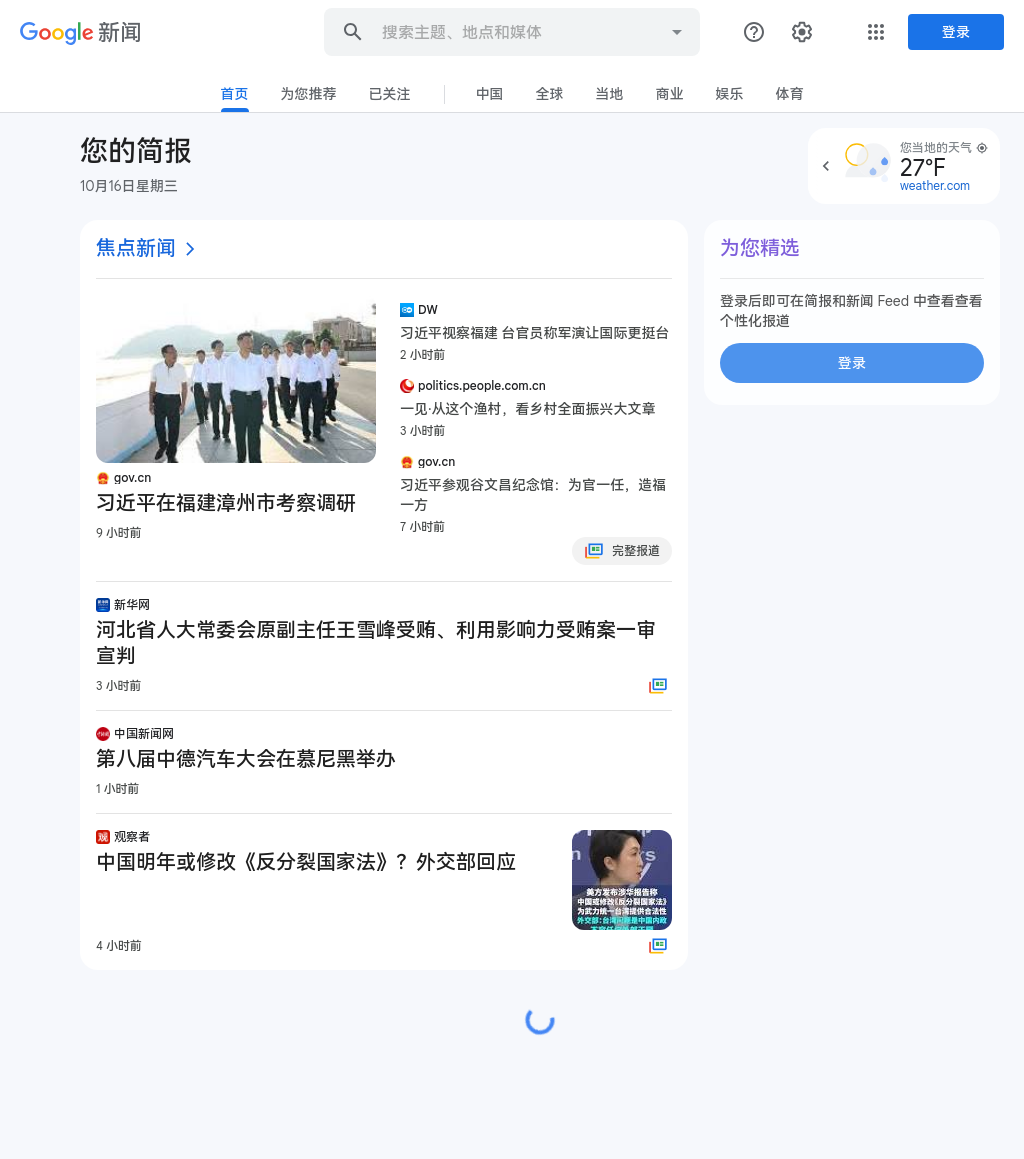 Google 新闻
搜索主题、地点和媒体
登录
首页
为您推荐
已关注
中国
全球
当地
商业
娱乐
体育
您的简报
10月16日星期三
您当地的天气
27°F
weather.com
焦点新闻
gov.cn
习近平在福建漳州市考察调研
9 小时前
DW
习近平视察福建 台官员称军演让国际更挺台
2 小时前
politics.people.com.cn
一见·从这个渔村，看乡村全面振兴大文章
3 小时前
gov.cn
习近平参观谷文昌纪念馆：为官一任，造福
一方
7 小时前
完整报道
新华网
河北省人大常委会原副主任王雪峰受贿、利用影响力受贿案一审
宣判
3 小时前
中国新闻网
第八届中德汽车大会在慕尼黑举办
1 小时前
观察者
中国明年或修改《反分裂国家法》？外交部回应
4 小时前
美方发布涉华报告称
中国或修改《反分裂国家法》
为武力统一台湾提供合法性
外交部：台湾问题是中国内政
为您精选
登录后即可在简报和新闻 Feed 中查看查看
个性化报道
登录